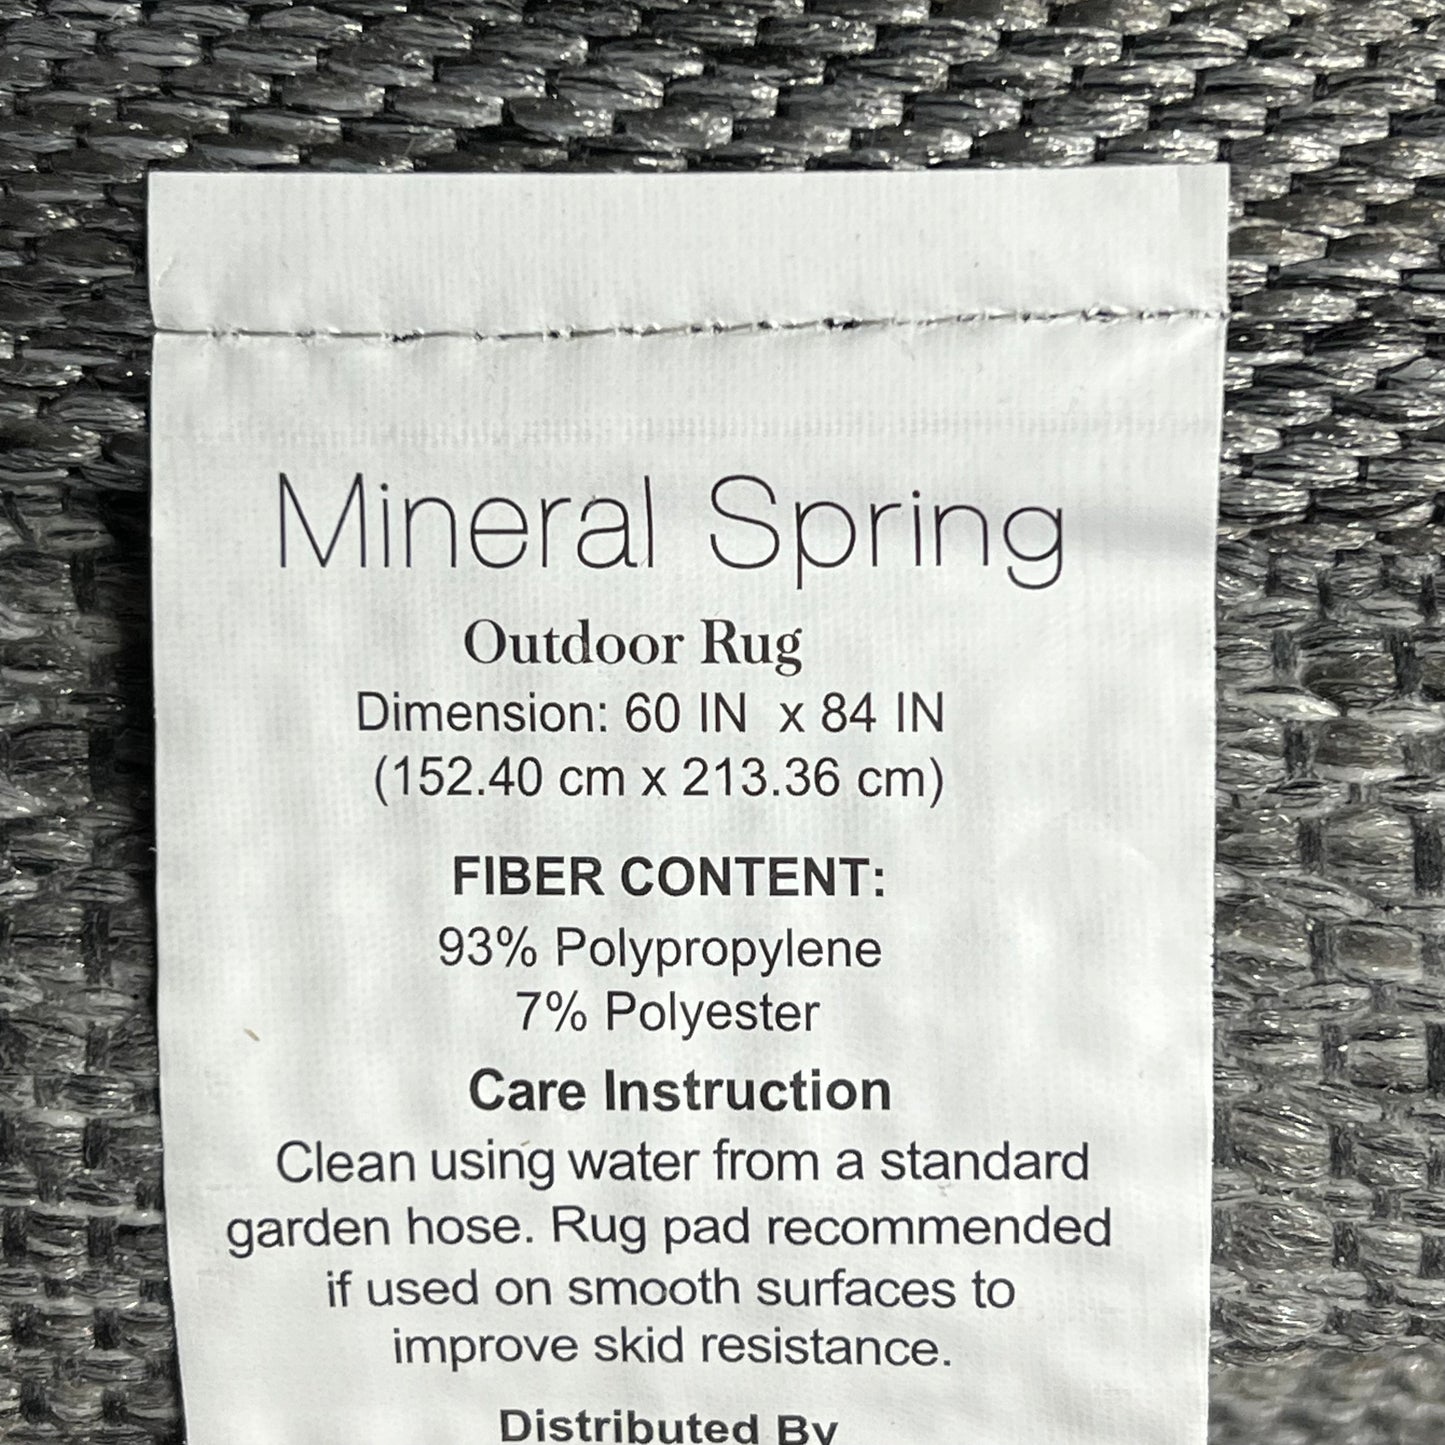 Mineral Spring
Outdoor Rug
Dimension: 60 IN x 84 IN
(152.40 cm x 213.36 cm)
FIBER CONTENT:
93% Polypropylene
7% Polyester
Care Instruction
Clean using water from a standard
garden hose. Rug pad recommended
if used on smooth surfaces to
improve skid resistance.
Distributed By